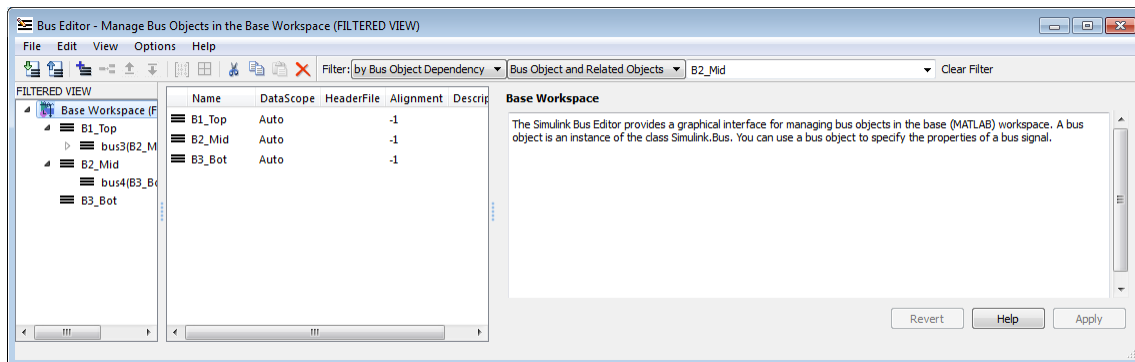 Bus Editor - Manage Bus Objects in the Base Workspace (FILTERED VIEW)
File Edit View Options Help
Filter: by Bus Object Dependency Bus Object and Related Objects B2_Mid Clear Filter
FILTERED VIEW
Base Workspace (F
B1_Top
bus3(B2_M
B2_Mid
bus4(B3_Bo
B3_Bot
Name DataScope HeaderFile Alignment Descrip
B1_Top Auto -1
B2_Mid Auto -1
B3_Bot Auto -1
Base Workspace
The Simulink Bus Editor provides a graphical interface for managing bus objects in the base (MATLAB) workspace. A bus
object is an instance of the class Simulink.Bus. You can use a bus object to specify the properties of a bus signal.
Revert Help Apply